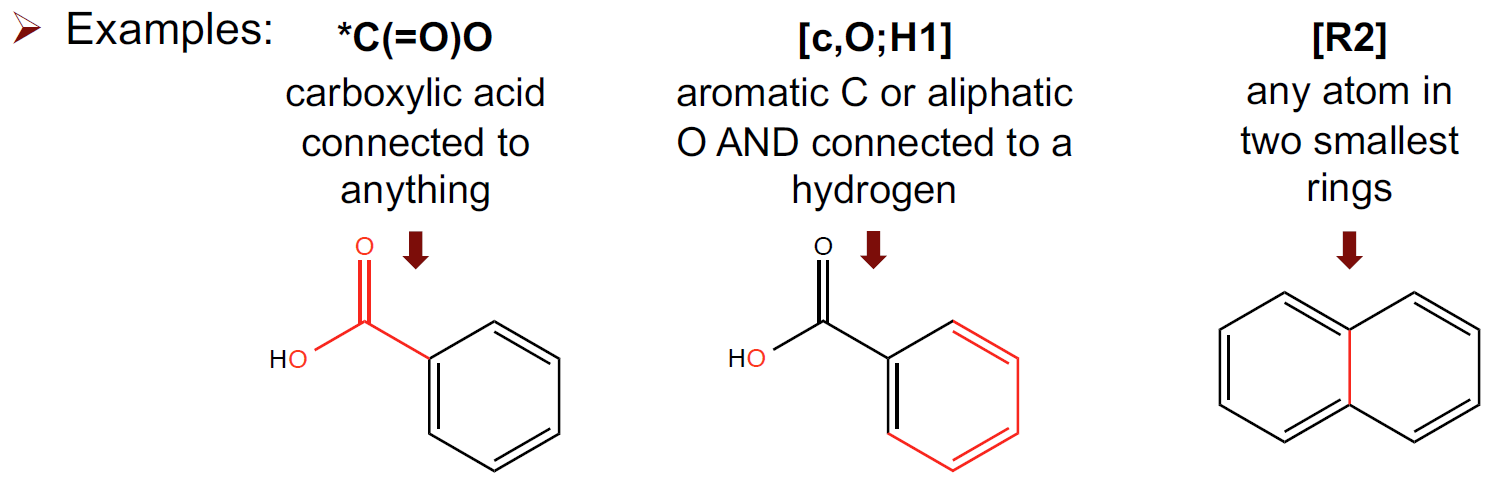 ➢ Examples:
*C(=O)O
carboxylic acid
connected to
anything
O
HO
[c,O;H1]
aromatic C or aliphatic
O AND connected to a
hydrogen
O
HO
[R2]
any atom in
two smallest
rings